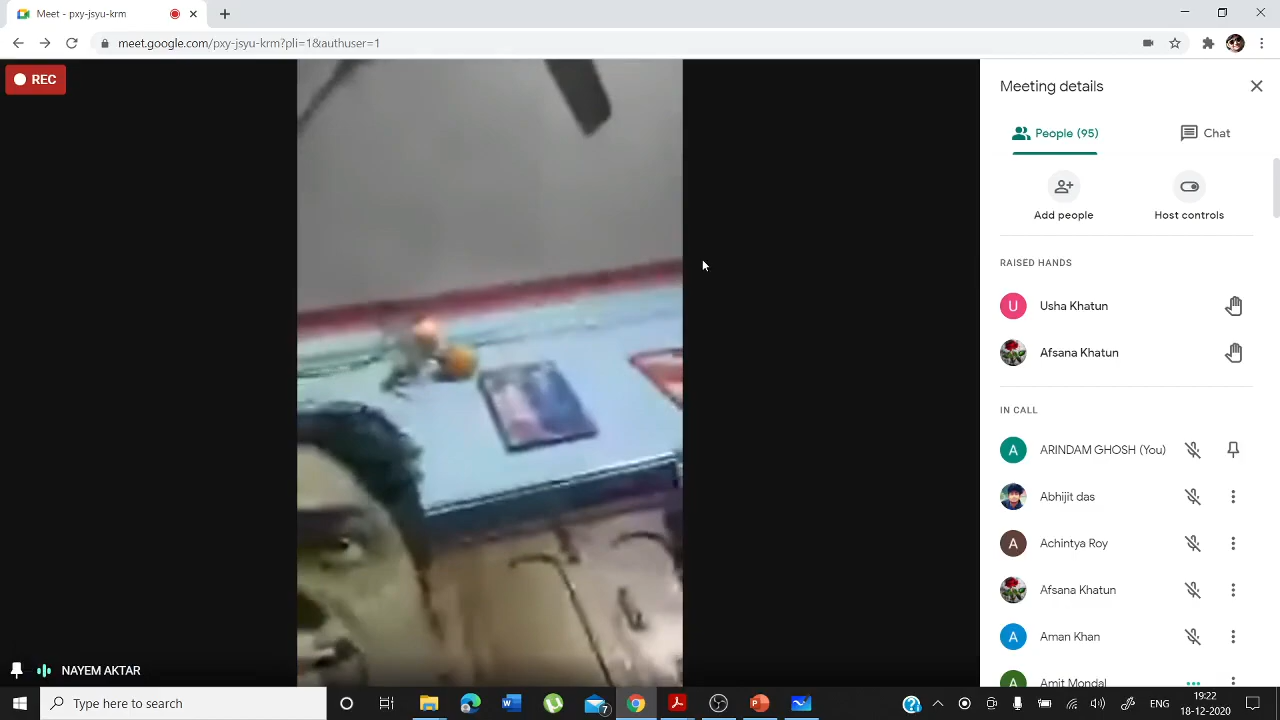 Meet - pxy-jsyu-krm
meet.google.com/pxy-jsyu-krm?pli=1&authuser=1
REC
Meeting details
People (95)
Chat
Add people
Host controls
RAISED HANDS
U
Usha Khatun
Afsana Khatun
IN CALL
A
ARINDAM GHOSH (You)
Abhijit das
A
Achintya Roy
Afsana Khatun
A
Aman Khan
A
Amit Mondal
NAYEM AKTAR
Type here to search
7
ENG
19:22
18-12-2020